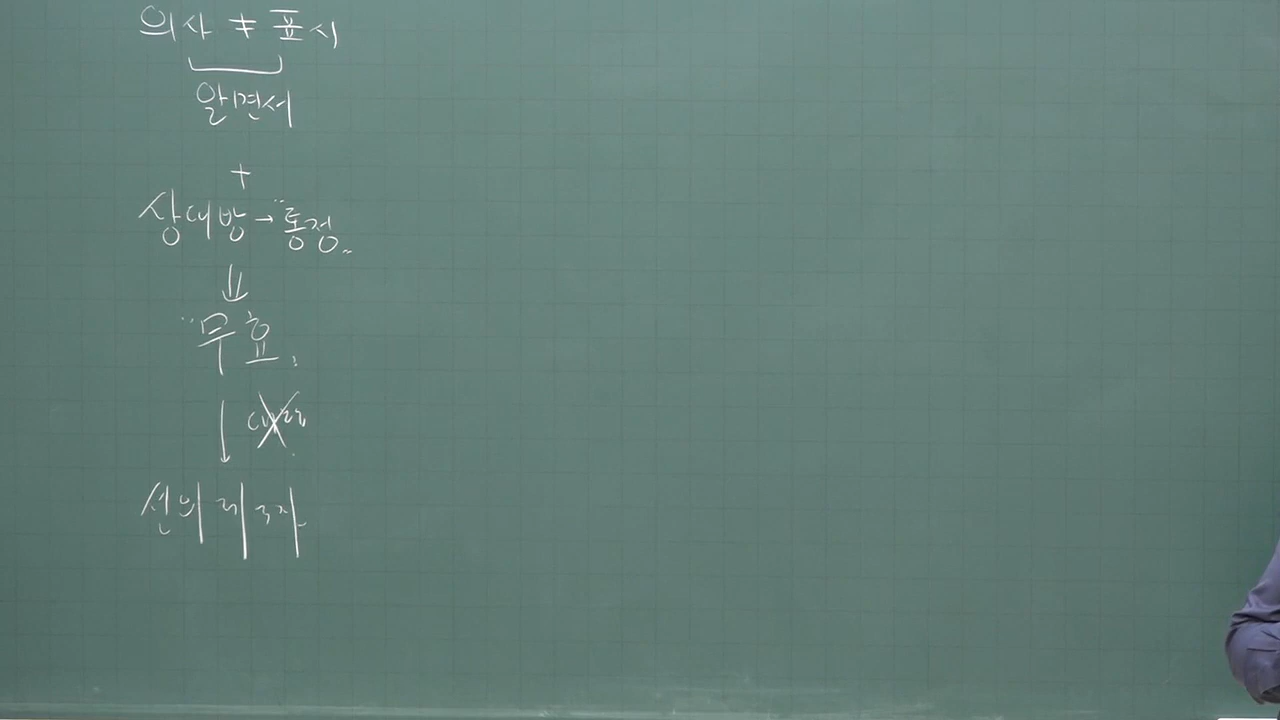 의사 ≠ 표시
알면서
+
상대방 → "통정"
⇓
"무효"
↓ 대항
선의 제3자